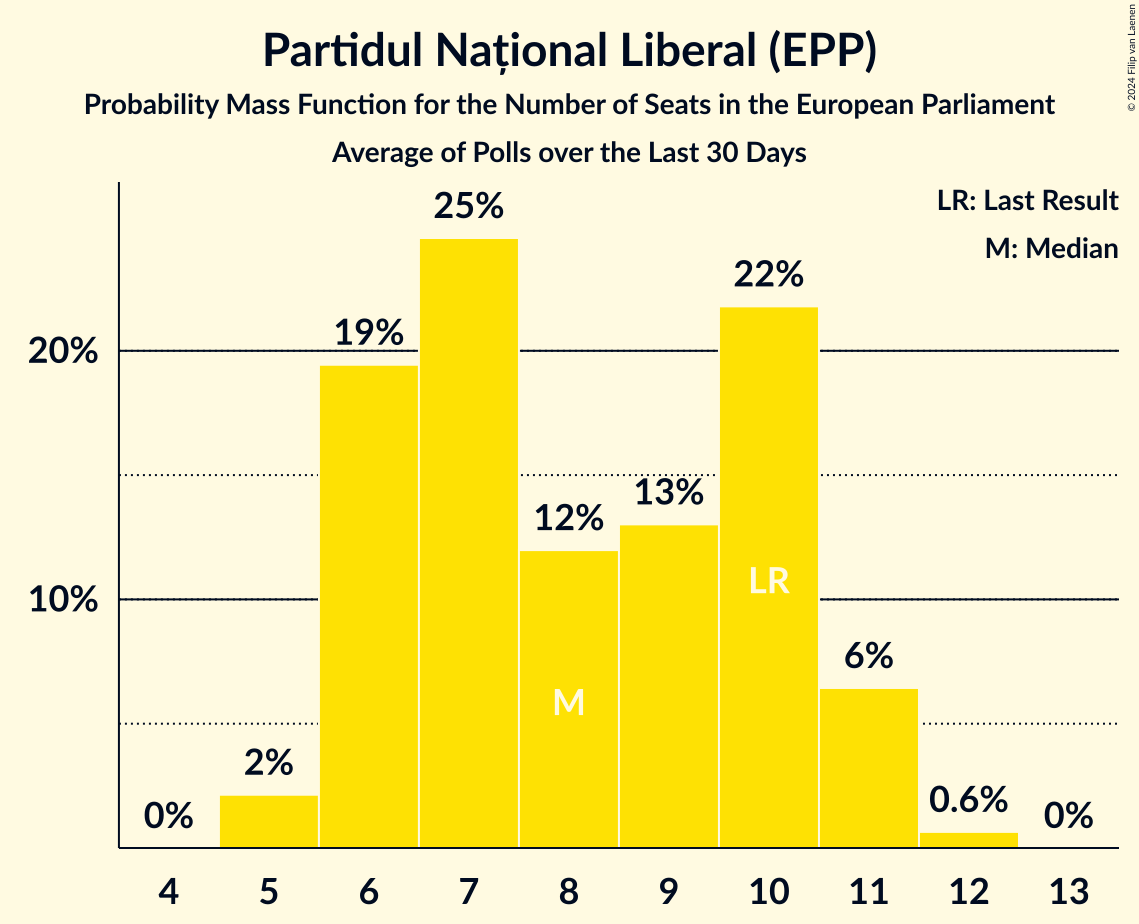 Partidul Național Liberal (EPP)
Probability Mass Function for the Number of Seats in the European Parliament
Average of Polls over the Last 30 Days
© 2024 Filip van Laenen
LR: Last Result
M: Median
25%
22%
19%
20%
13%
12%
LR
10%
6%
M
2%
0.6%
0%
0%
4 5 6 7 8 9 10 11 12 13